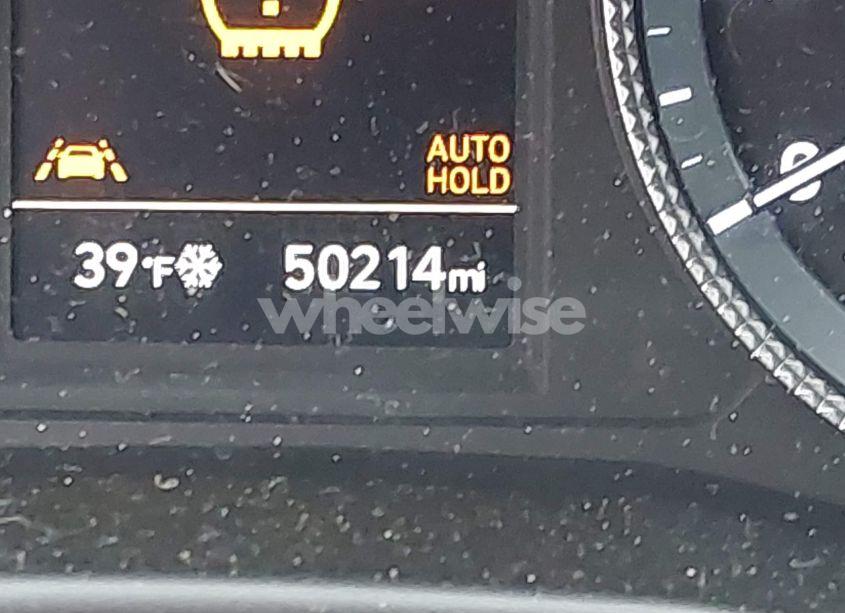 AUTO
HOLD
39°F 50214mi
wheelwise